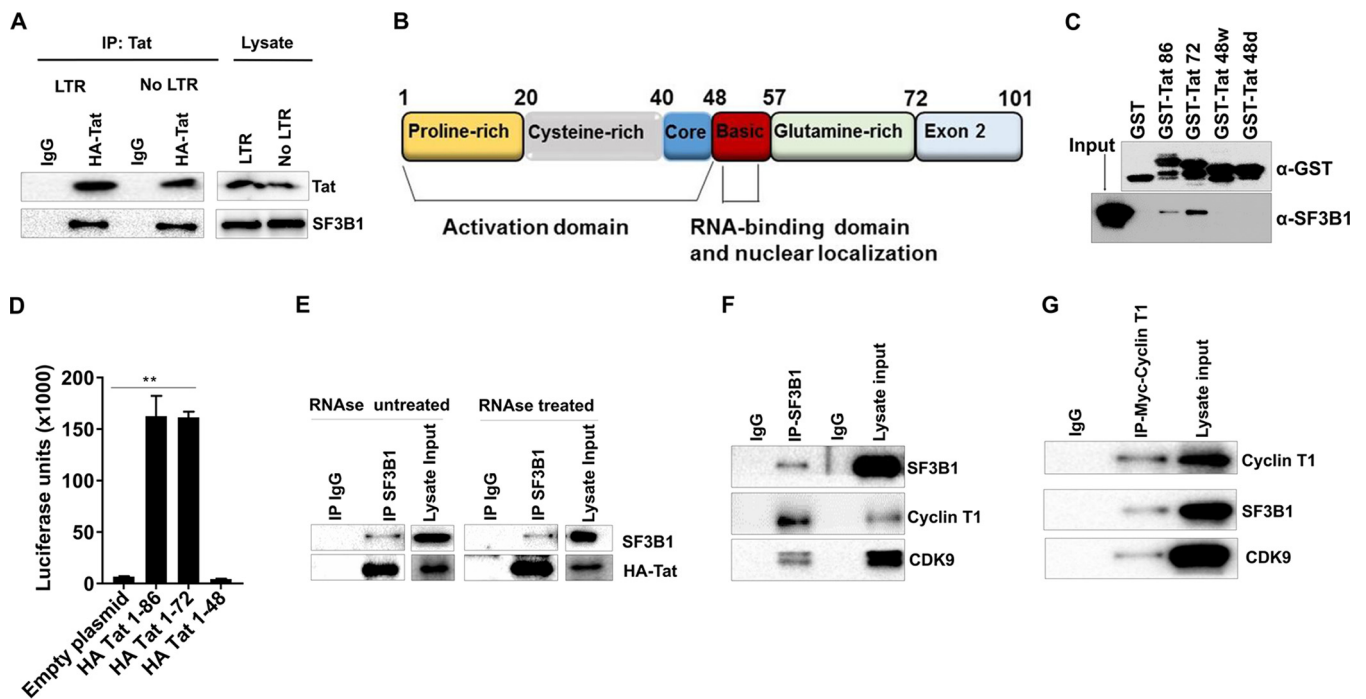 A
IP: Tat
Lysate
LTR
No LTR
IgG
HA-Tat
IgG
HA-Tat
LTR
No LTR
Tat
SF3B1
B
1 20 40 48 57 72 101
Proline-rich
Cysteine-rich
Core
Basic
Glutamine-rich
Exon 2
Activation domain
RNA-binding domain
and nuclear localization
C
GST
GST-Tat 86
GST-Tat 72
GST-Tat 48w
GST-Tat 48d
Input
α-GST
α-SF3B1
D
Luciferase units (x1000)
200
150
100
50
0
**
Empty plasmid
HA Tat 1-86
HA Tat 1-72
HA Tat 1-48
E
RNAse untreated
RNAse treated
IP IgG
IP SF3B1
Lysate Input
IP IgG
IP SF3B1
Lysate Input
SF3B1
HA-Tat
F
IgG
IP-SF3B1
IgG
Lysate input
SF3B1
Cyclin T1
CDK9
G
IgG
IP-Myc-Cyclin T1
Lysate input
Cyclin T1
SF3B1
CDK9